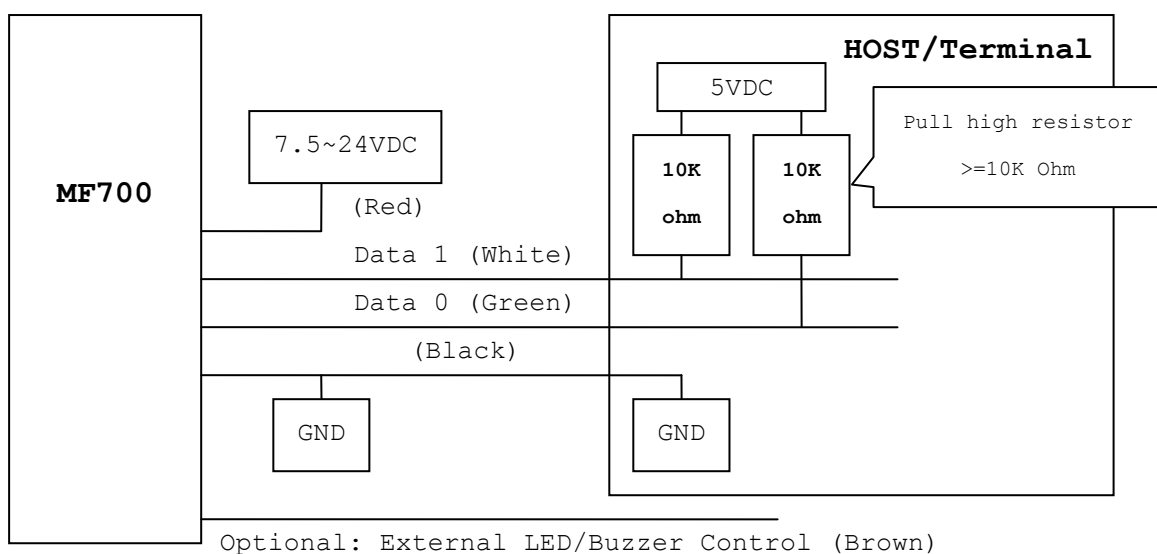 HOST/Terminal
5VDC
Pull high resistor
>=10K Ohm
7.5~24VDC
10K
ohm
10K
ohm
MF700
(Red)
Data 1 (White)
Data 0 (Green)
(Black)
GND
GND
Optional: External LED/Buzzer Control (Brown)